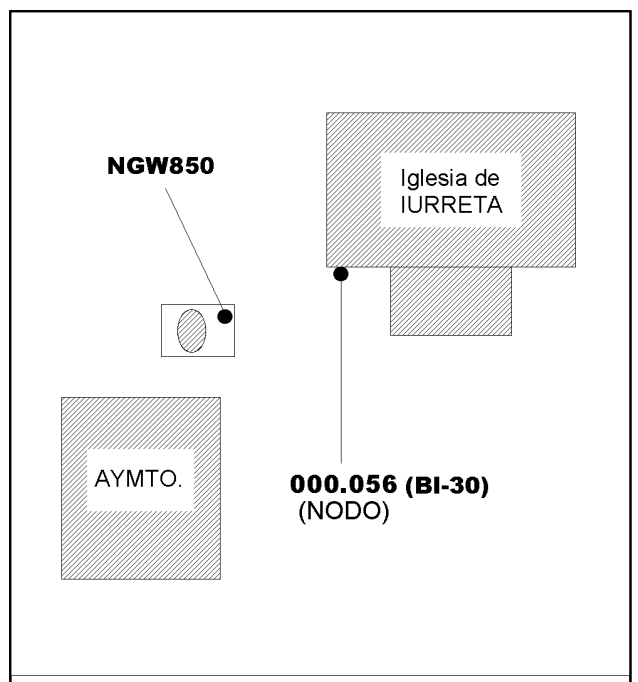 NGW850
Iglesia de
IURRETA
AYMTO.
000.056 (BI-30)
(NODO)